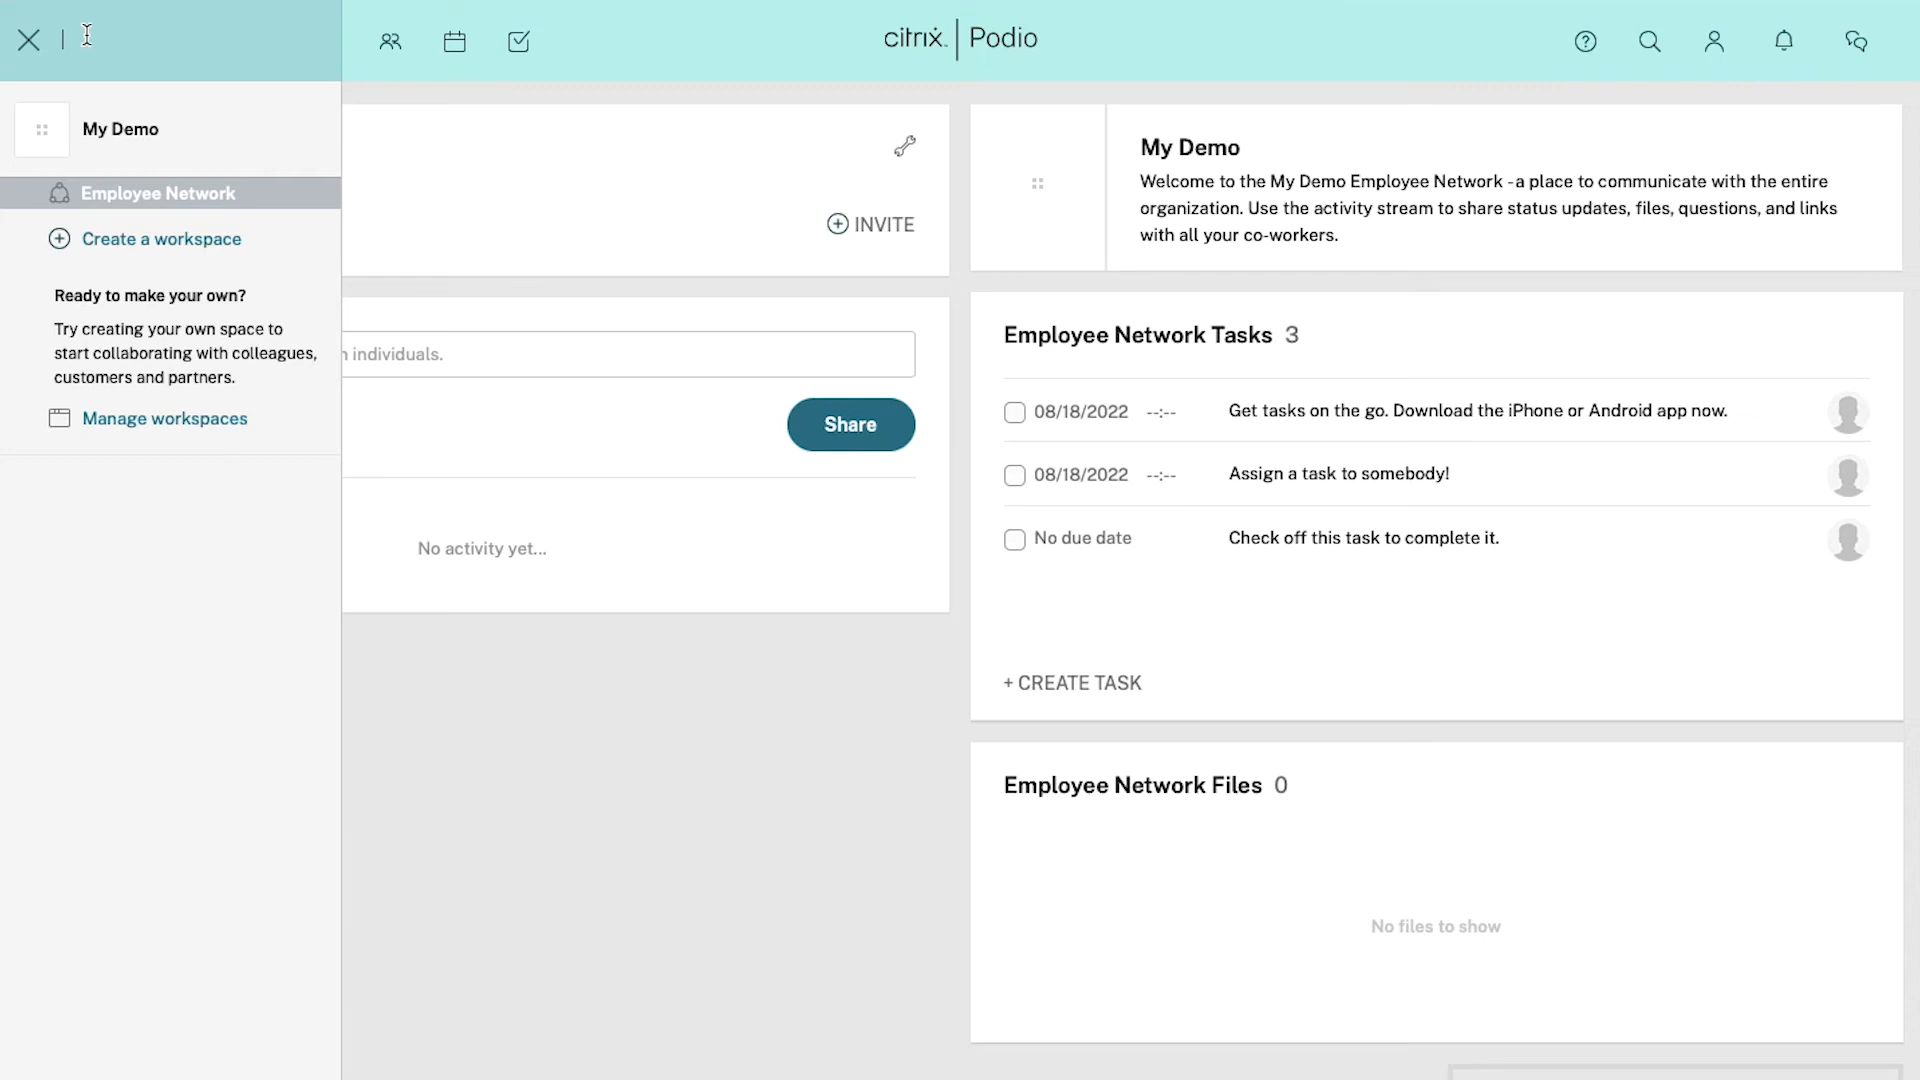 citrix. | Podio
My Demo
Employee Network
Create a workspace
Ready to make your own?
Try creating your own space to
start collaborating with colleagues,
customers and partners.
Manage workspaces
INVITE
individuals.
Share
No activity yet...
My Demo
Welcome to the My Demo Employee Network - a place to communicate with the entire
organization. Use the activity stream to share status updates, files, questions, and links
with all your co-workers.
Employee Network Tasks 3
08/18/2022 --:-- Get tasks on the go. Download the iPhone or Android app now.
08/18/2022 --:-- Assign a task to somebody!
No due date Check off this task to complete it.
+ CREATE TASK
Employee Network Files 0
No files to show